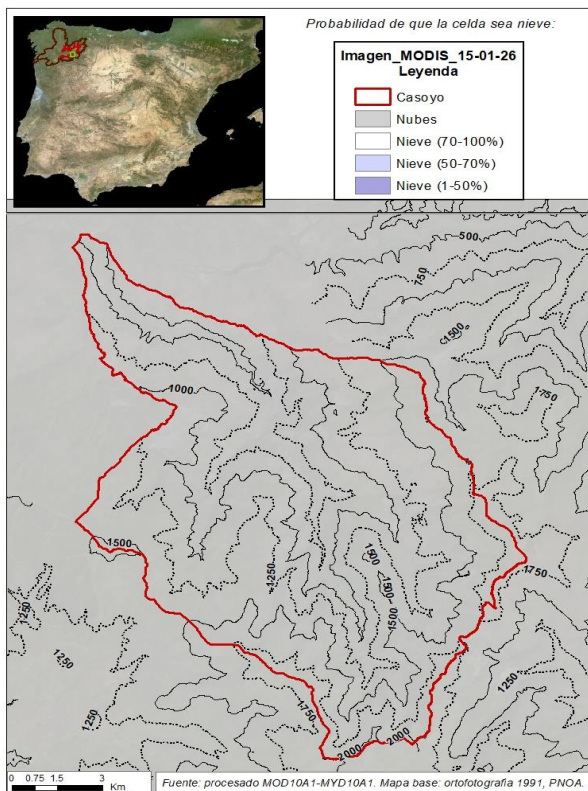 Probabilidad de que la celda sea nieve:
Imagen_MODIS_15-01-26
Leyenda
Casoyo
Nubes
Nieve (70-100%)
Nieve (50-70%)
Nieve (1-50%)
500
750
1500
1750
1000
1500
1250
1500
1500
1500
1750
1250
1250
1250
1250
1750
2000
2000
0 0.75 1.5 3
Km
Fuente: procesado MOD10A1-MYD10A1. Mapa base: ortofotografía 1991, PNOA